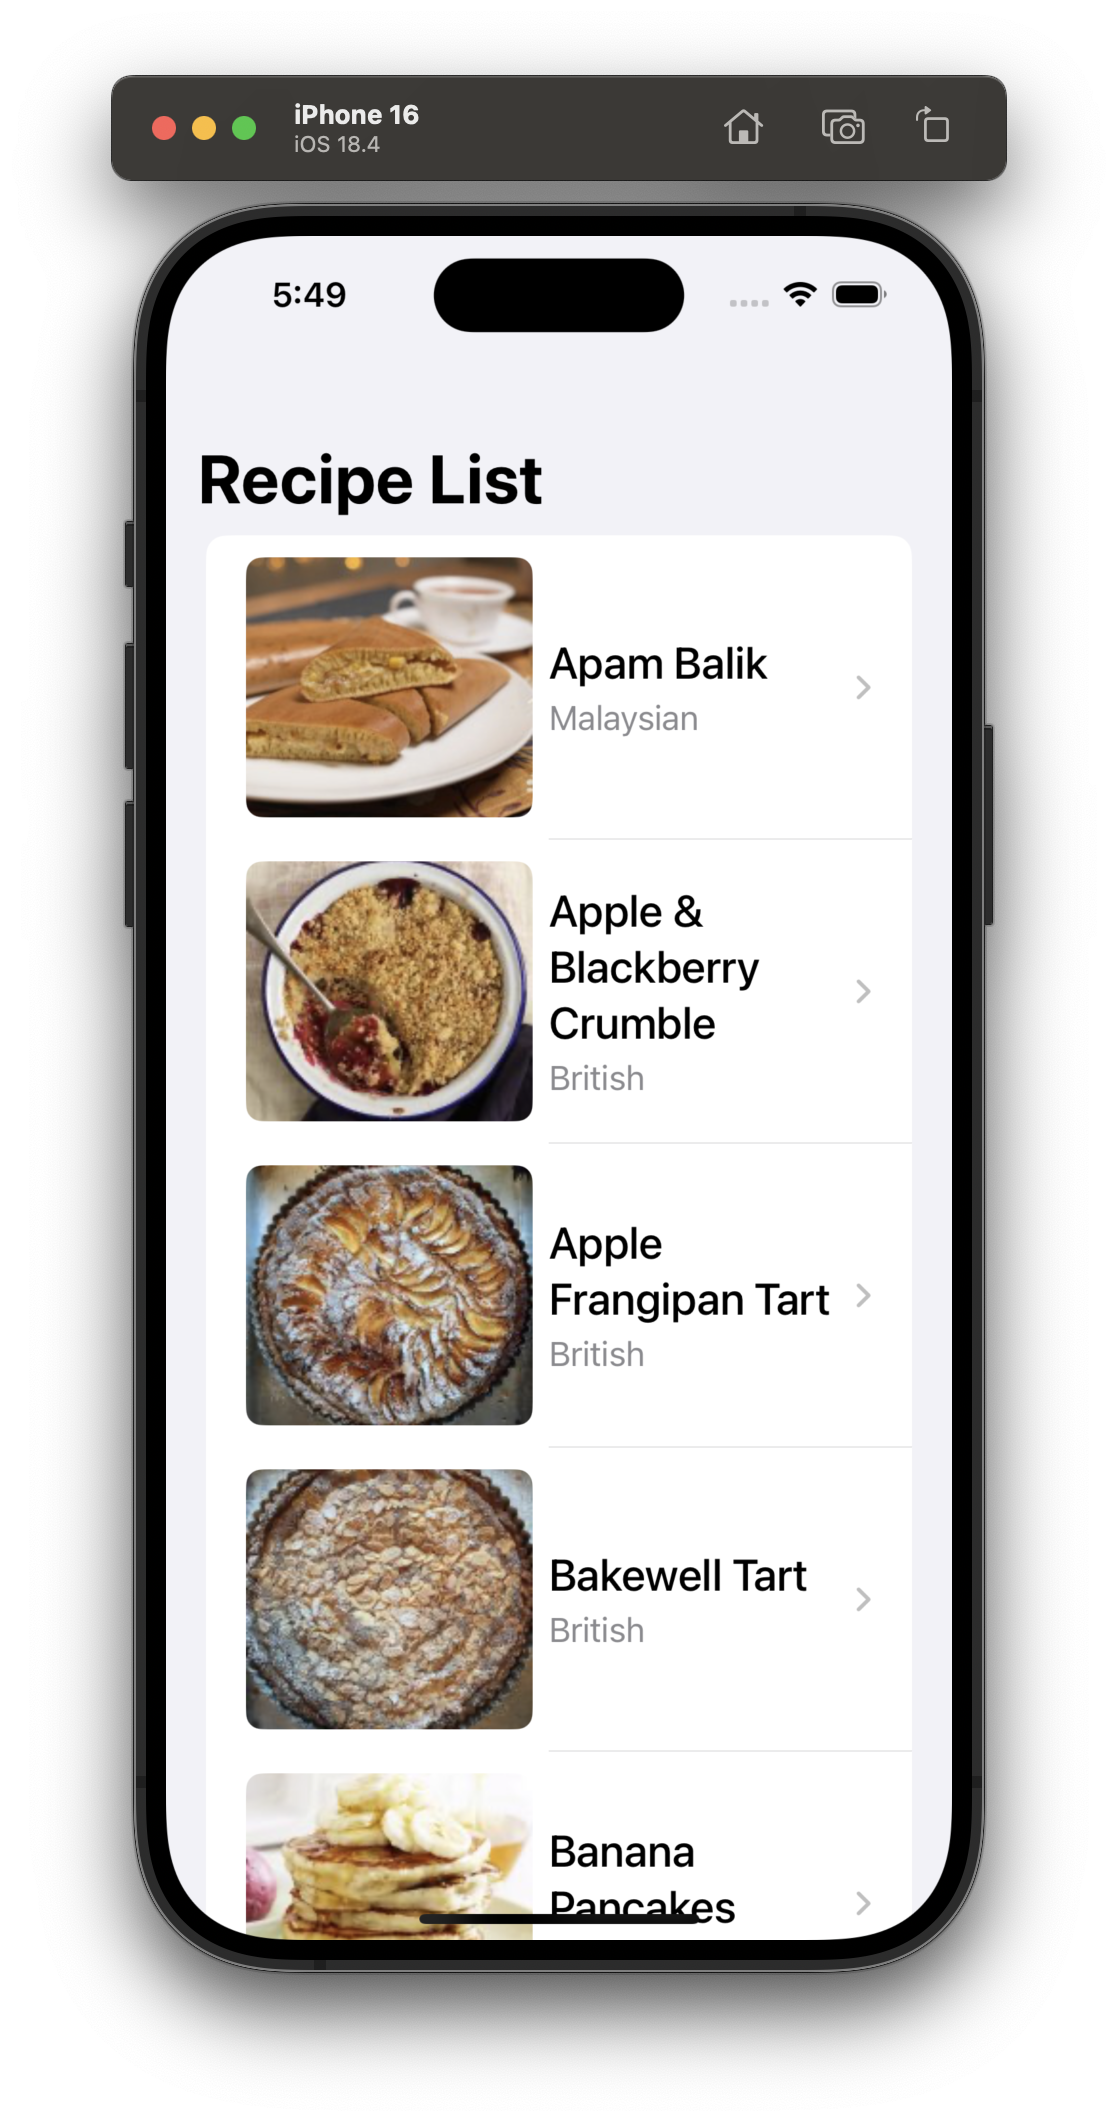 iPhone 16
iOS 18.4
5:49
Recipe List
Apam Balik
Malaysian
Apple &
Blackberry
Crumble
British
Apple
Frangipan Tart
British
Bakewell Tart
British
Banana
Pancakes